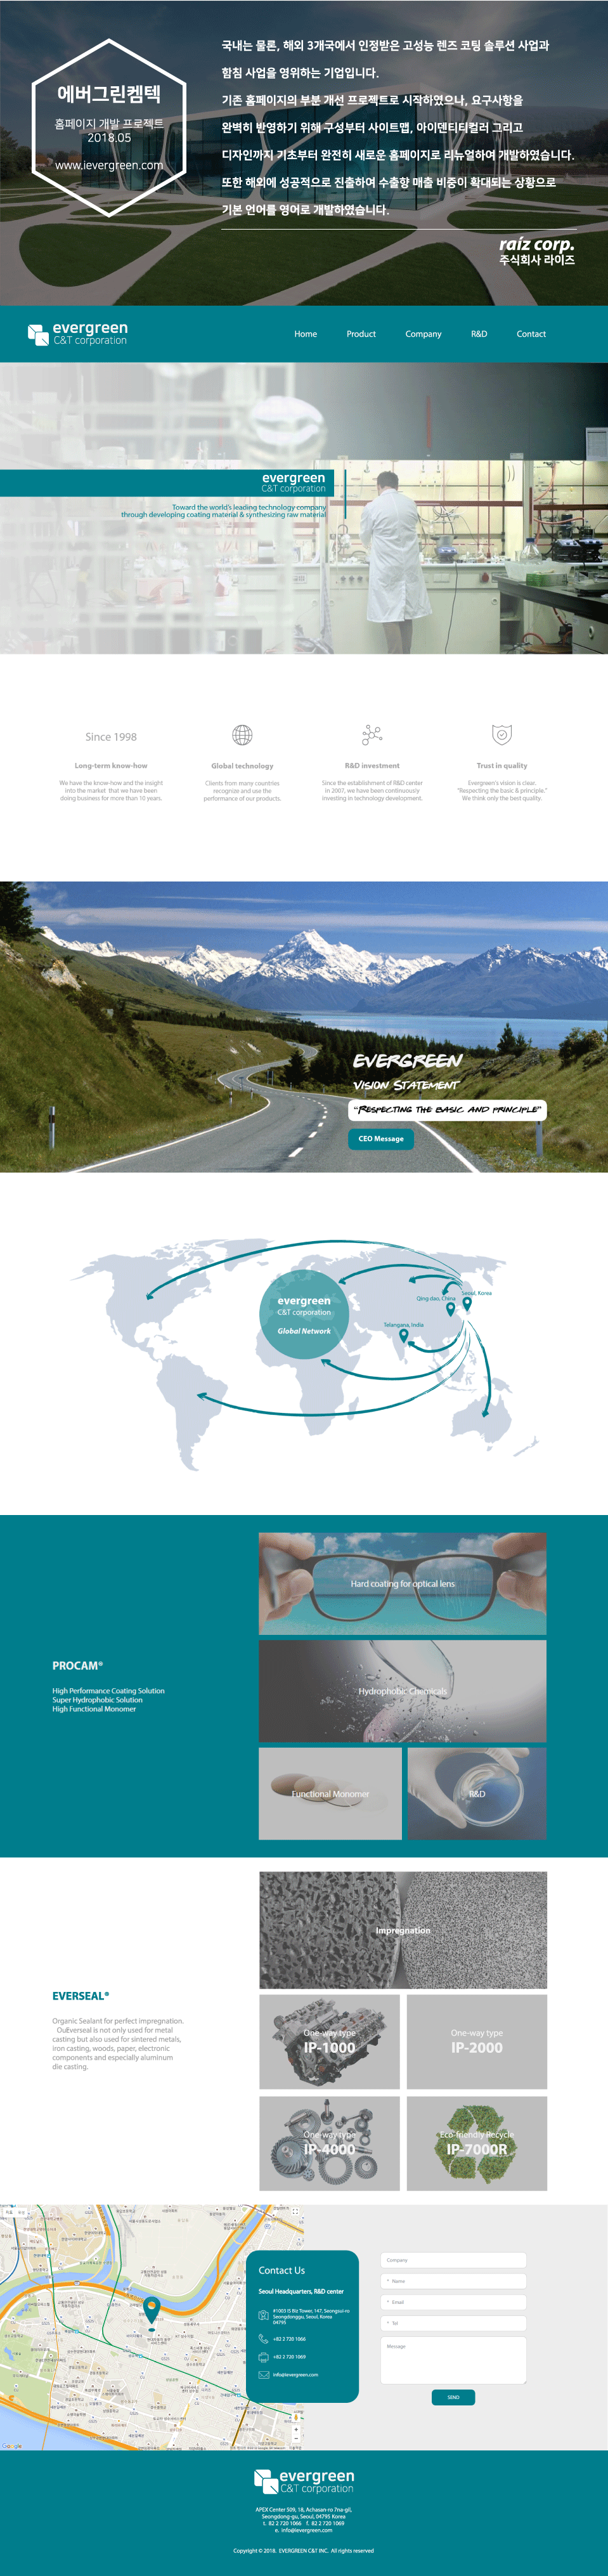 에버그린켐텍
홈페이지 개발 프로젝트
2018.05
www.ievergreen.com
국내는 물론, 해외 3개국에서 인정받은 고성능 렌즈 코팅 솔루션 사업과
함침 사업을 영위하는 기업입니다.
기존 홈페이지의 부분 개선 프로젝트로 시작하였으나, 요구사항을
완벽히 반영하기 위해 구성부터 사이트맵, 아이덴티티컬러 그리고
디자인까지 기초부터 완전히 새로운 홈페이지로 리뉴얼하여 개발하였습니다.
또한 해외에 성공적으로 진출하여 수출향 매출 비중이 확대되는 상황으로
기본 언어를 영어로 개발하였습니다.
raíz corp.
주식회사 라이즈
evergreen
C&T corporation
Home Product Company R&D Contact
evergreen
C&T corporation
Toward the world's leading technology company
through developing coating material & synthesizing raw material
Since 1998
Long-term know-how
We have the know-how and the insight
into the market that we have been
doing business for more than 10 years.
Global technology
Clients from many countries
recognize and use the
performance of our products.
R&D investment
Since the establishment of R&D center
in 2007, we have been continuously
investing in technology development.
Trust in quality
Evergreen's vision is clear.
"Respecting the basic & principle."
We think only the best quality.
Evergreen
Vision Statement
"Respecting the basic and principle"
CEO Message
evergreen
C&T corporation
Global Network
Seoul, Korea
Qing dao, China
Telangana, India
PROCAM®
High Performance Coating Solution
Super Hydrophobic Solution
High Functional Monomer
Hard coating for optical lens
Hydrophobic Chemicals
Functional Monomer
R&D
EVERSEAL®
Organic Sealant for perfect impregnation.
OuEverseal is not only used for metal
casting but also used for sintered metals,
iron casting, woods, paper, electronic
components and especially aluminum
die casting.
Impregnation
One-way type
IP-1000
One-way type
IP-2000
One-way type
IP-4000
Eco-friendly Recycle
IP-7000R
Google
Contact Us
Seoul Headquarters, R&D center
#1003 IS Biz Tower, 147, Seongsui-ro
Seongdonggu, Seoul, Korea
04795
+82 2 720 1066
+82 2 720 1069
info@ievergreen.com
Company
* Name
* Email
* Tel
Message
SEND
evergreen
C&T corporation
APEX Center 509, 18, Achasan-ro 7na-gil,
Seongdong-gu, Seoul, 04795 Korea
t. 82 2 720 1066 f. 82 2 720 1069
e. info@ievergreen.com
Copyright © 2018. EVERGREEN C&T INC. All rights reserved